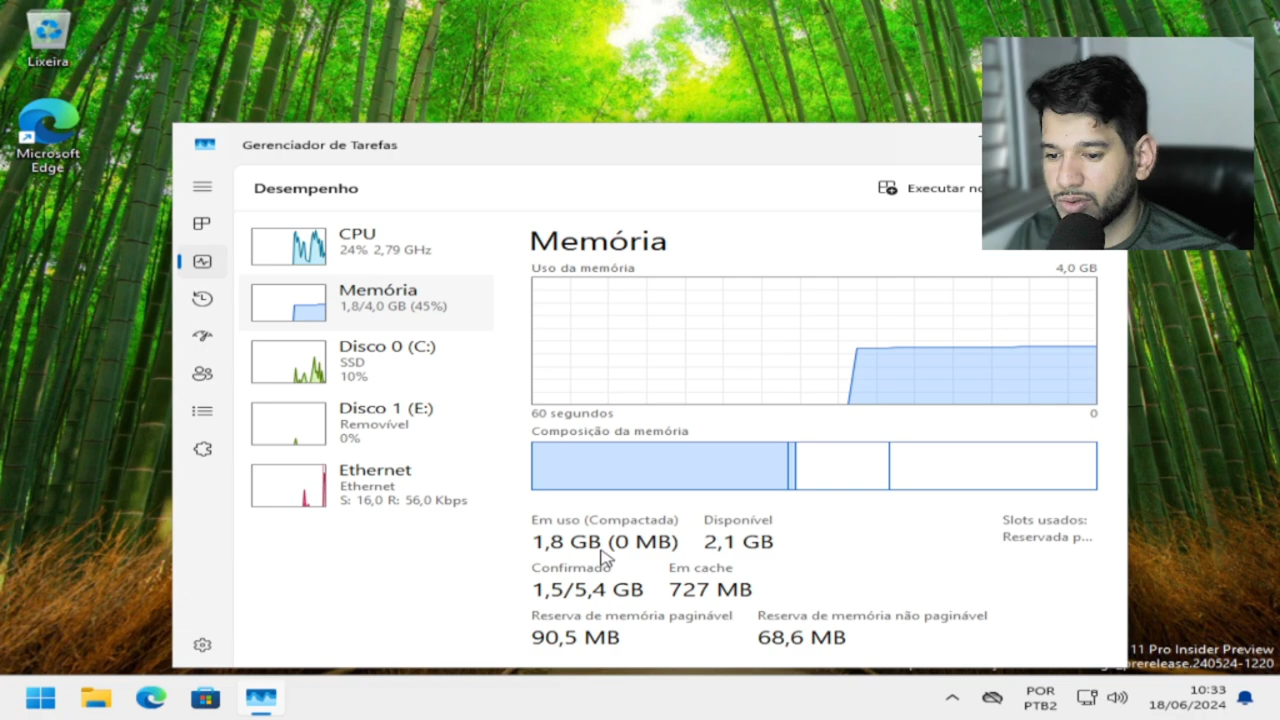 Lixeira
Microsoft
Edge
Gerenciador de Tarefas
Desempenho
Executar
CPU
24% 2,79 GHz
Memória
1,8/4,0 GB (45%)
Disco 0 (C:)
SSD
10%
Disco 1 (E:)
Removível
0%
Ethernet
Ethernet
S: 16,0 R: 56,0 Kbps
Memória
Uso da memória
4,0 GB
60 segundos
0
Composição da memória
Em uso (Compactada)
Disponível
1,8 GB (0 MB)
2,1 GB
Slots usados:
Reservada p...
Confirmado
Em cache
1,5/5,4 GB
727 MB
Reserva de memória paginável
Reserva de memória não paginável
90,5 MB
68,6 MB
11 Pro Insider Preview
prerelease.240524-1220
POR
PTB2
10:33
18/06/2024